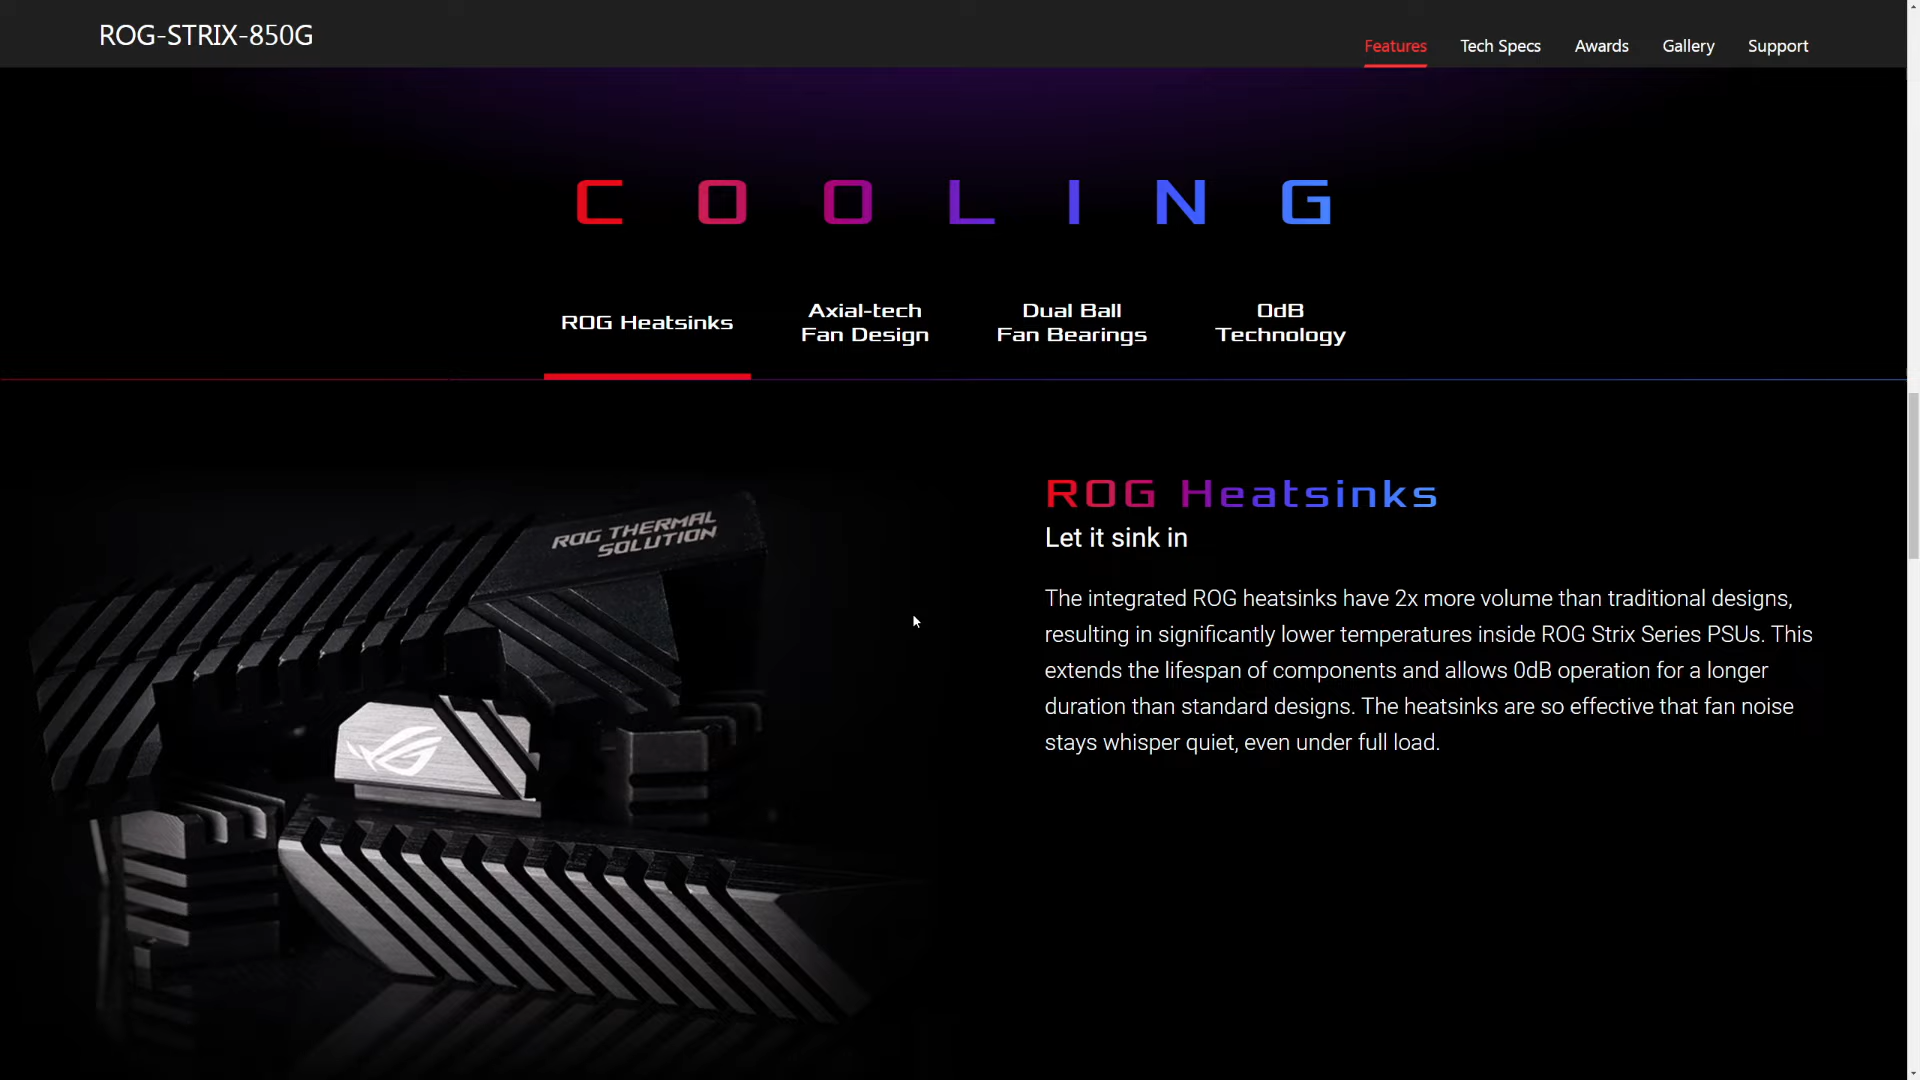 ROG-STRIX-850G
Features Tech Specs Awards Gallery Support
COOLING
ROG Heatsinks
Axial-tech
Fan Design
Dual Ball
Fan Bearings
0dB
Technology
ROG THERMAL
SOLUTION
ROG Heatsinks
Let it sink in
The integrated ROG heatsinks have 2x more volume than traditional designs,
resulting in significantly lower temperatures inside ROG Strix Series PSUs. This
extends the lifespan of components and allows 0dB operation for a longer
duration than standard designs. The heatsinks are so effective that fan noise
stays whisper quiet, even under full load.